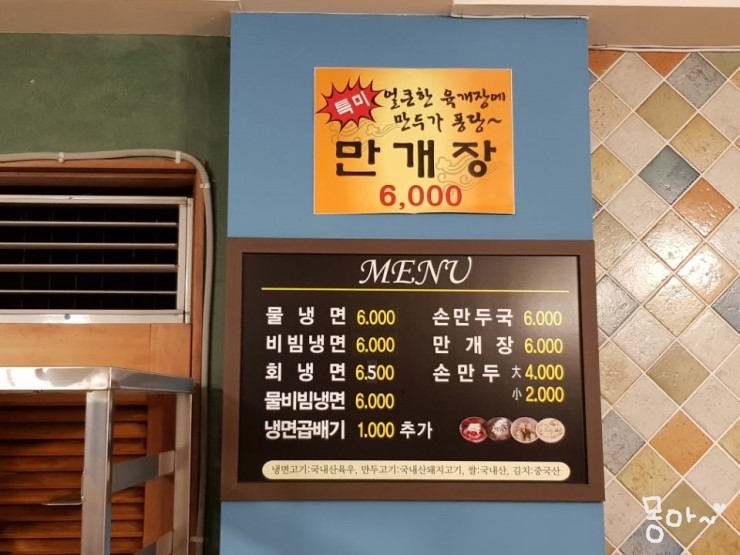 특미 얼큰한 육개장에
만두가 퐁당~
만개장
6,000
MENU
물냉면 6.000 손만두국 6.000
비빔냉면 6.000 만개장 6.000
회냉면 6.500 손만두 大 4.000
물비빔냉면 6.000 小 2.000
냉면곱배기 1.000 추가
냉면고기:국내산육우, 만두고기:국내산돼지고기, 쌀:국내산, 김치:중국산
몽마~♥